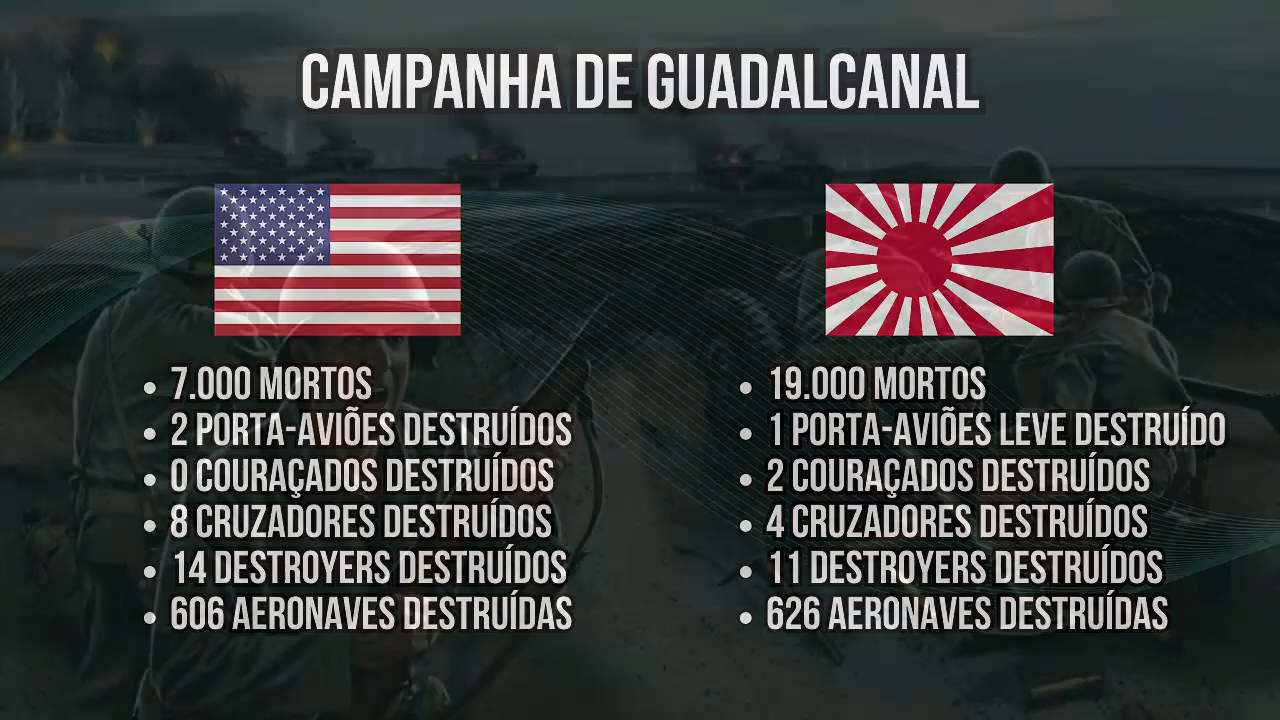 CAMPANHA DE GUADALCANAL
• 7.000 MORTOS
• 2 PORTA-AVIÕES DESTRUÍDOS
• 0 COURAÇADOS DESTRUÍDOS
• 8 CRUZADORES DESTRUÍDOS
• 14 DESTROYERS DESTRUÍDOS
• 606 AERONAVES DESTRUÍDAS
• 19.000 MORTOS
• 1 PORTA-AVIÕES LEVE DESTRUÍDO
• 2 COURAÇADOS DESTRUÍDOS
• 4 CRUZADORES DESTRUÍDOS
• 11 DESTROYERS DESTRUÍDOS
• 626 AERONAVES DESTRUÍDAS